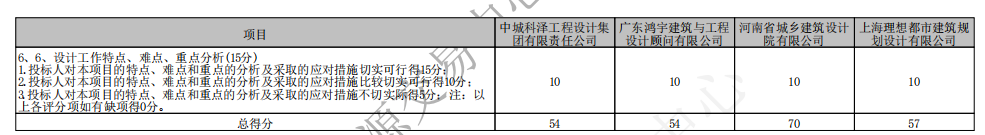 项目 中城科泽工程设计集团有限责任公司 广东鸿宇建筑与工程设计顾问有限公司 河南省城乡建筑设计院有限公司 上海理想都市建筑规划设计有限公司
6、6、设计工作特点、难点、重点分析(15分)
1.投标人对本项目的特点、难点和重点的分析及采取的应对措施切实可行得15分；
2.投标人对本项目的特点、难点和重点的分析及采取的应对措施比较切实可行得10分；
3.投标人对本项目的特点、难点和重点的分析及采取的应对措施不切实际得5分；注：以
上各评分项如有缺项得0分。
10 10 10 10
总得分 54 54 70 57
源交易中心
中心